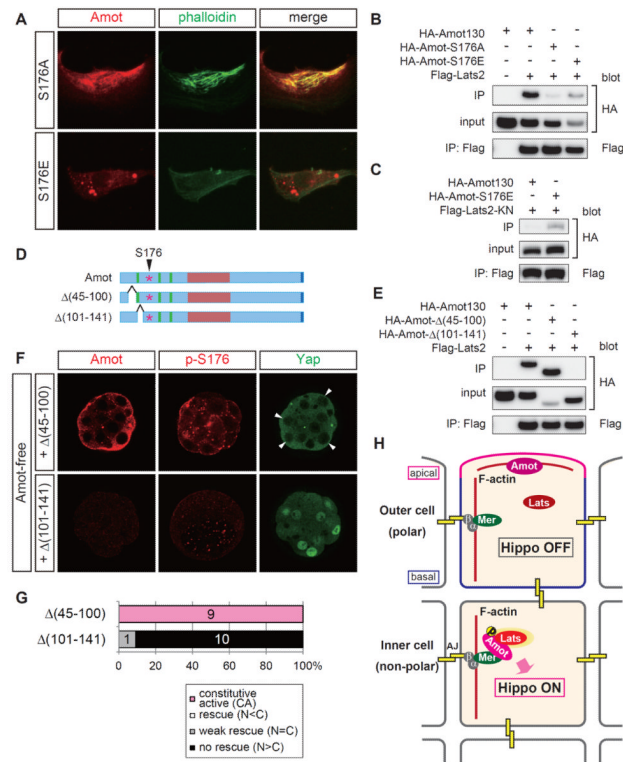 A
Amot phalloidin merge
S176A
S176E
B
HA-Amot130 - + - -
HA-Amot-S176A - - + -
HA-Amot-S176E - - - +
Flag-Lats2 - + + +
blot
IP
input
HA
IP: Flag Flag
C
HA-Amot130 + -
HA-Amot-S176E - +
Flag-Lats2-KN + +
blot
IP
input
HA
IP: Flag Flag
D
S176
Amot
Δ(45-100)
Δ(101-141)
*
*
*
E
HA-Amot130 + + - -
HA-Amot-Δ(45-100) - - + -
HA-Amot-Δ(101-141) - - - +
Flag-Lats2 - + + +
blot
IP
input
HA
IP: Flag Flag
F
Amot p-S176 Yap
Amot-free
+ Δ(45-100)
+ Δ(101-141)
G
Δ(45-100) 9
Δ(101-141) 1 10
0 20 40 60 80 100%
constitutive
active (CA)
rescue (N<C)
weak rescue (N=C)
no rescue (N>C)
H
apical
Amot
F-actin
Lats
Outer cell
(polar)
β
α
Mer
Hippo OFF
basal
F-actin
P
Lats
Amot
Inner cell
(non-polar)
AJ
β
α
Mer
Hippo ON